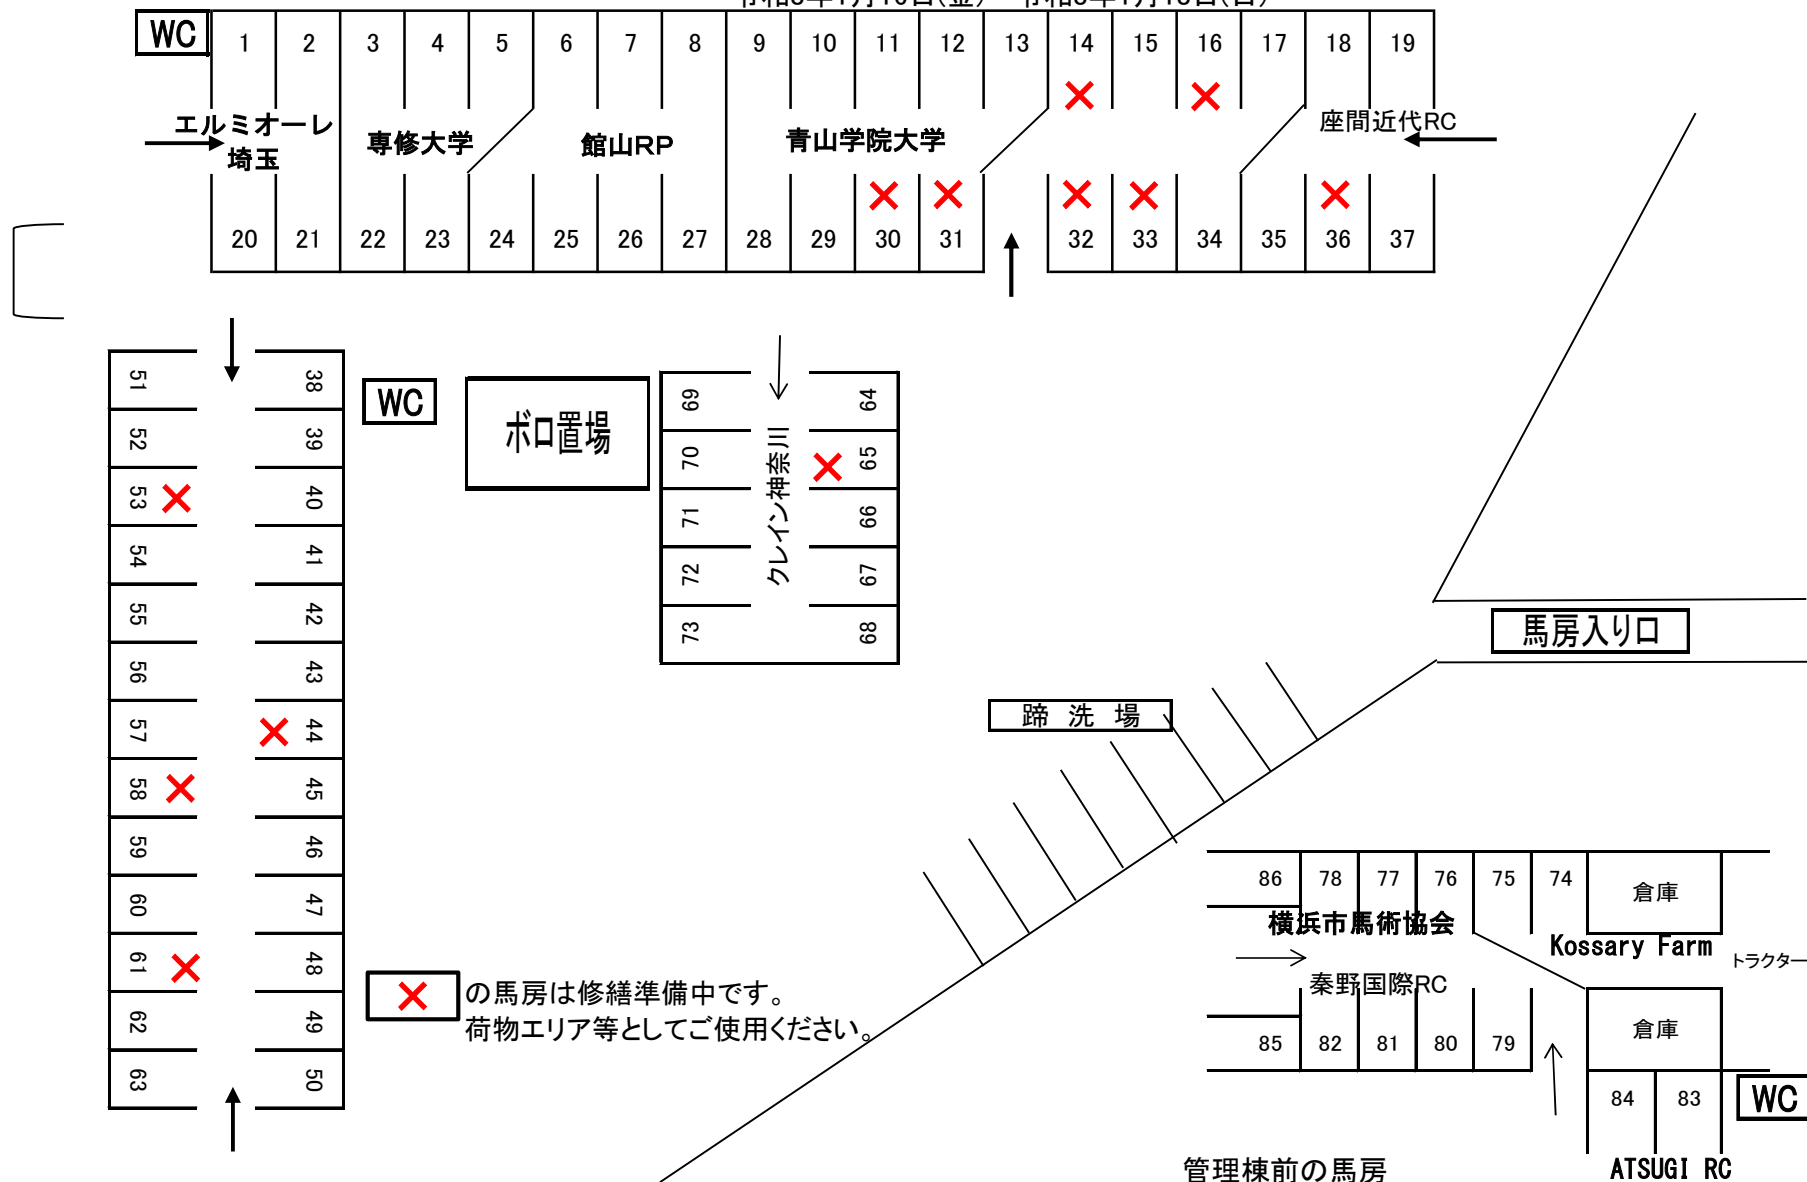 WC
1 2 3 4 5 6 7 8 9 10 11 12 13 14 15 16 17 18 19
エルミオーレ
埼玉
専修大学
館山RP
青山学院大学
座間近代RC
20 21 22 23 24 25 26 27 28 29 30 31 32 33 34 35 36 37
51 38
52 39
53 40
54 41
55 42
56 43
57 44
58 45
59 46
60 47
61 48
62 49
63 50
WC
ボロ置場
69 64
70 65
71 66
72 67
73 68
クレイン神奈川
馬房入り口
蹄 洗 場
の馬房は修繕準備中です。
荷物エリア等としてご使用ください。
86 78 77 76 75 74 倉庫
横浜市馬術協会
Kossary Farm
トラクター
秦野国際RC
85 82 81 80 79 倉庫
84 83
WC
管理棟前の馬房
ATSUGI RC